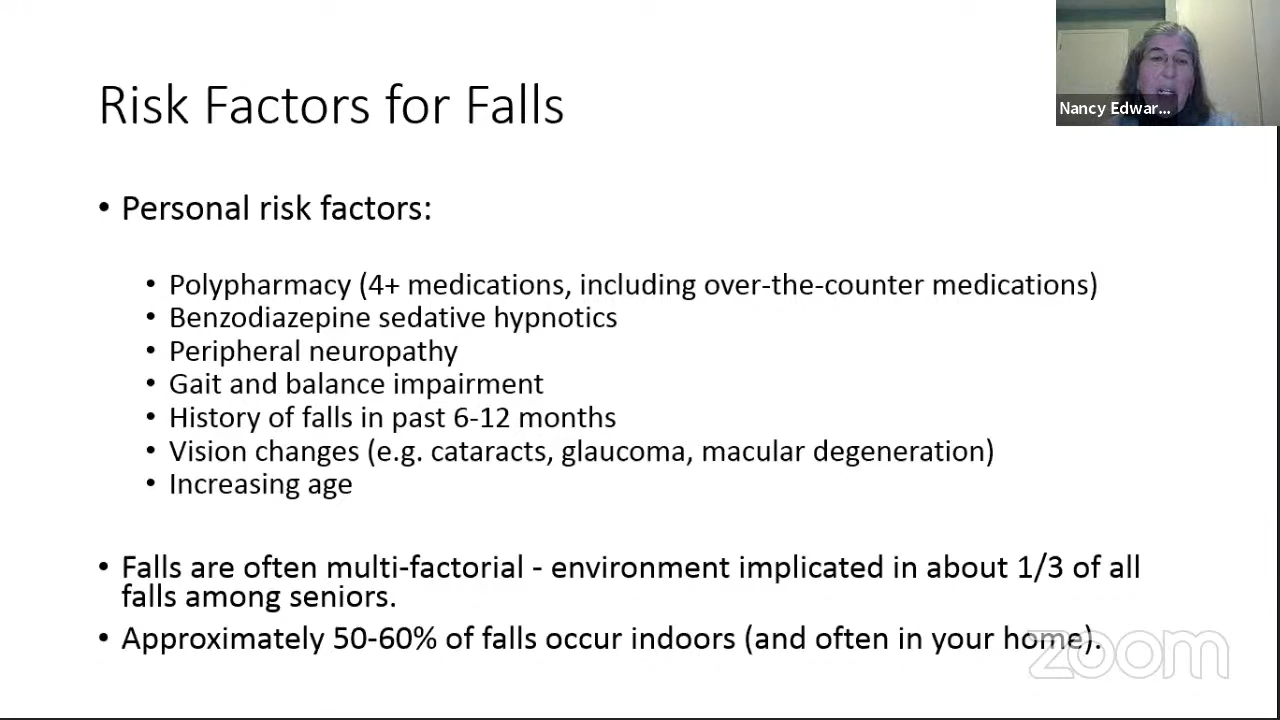 Nancy Edwar...
Risk Factors for Falls
• Personal risk factors:
• Polypharmacy (4+ medications, including over-the-counter medications)
• Benzodiazepine sedative hypnotics
• Peripheral neuropathy
• Gait and balance impairment
• History of falls in past 6-12 months
• Vision changes (e.g. cataracts, glaucoma, macular degeneration)
• Increasing age
• Falls are often multi-factorial - environment implicated in about 1/3 of all
falls among seniors.
• Approximately 50-60% of falls occur indoors (and often in your home).
zoom